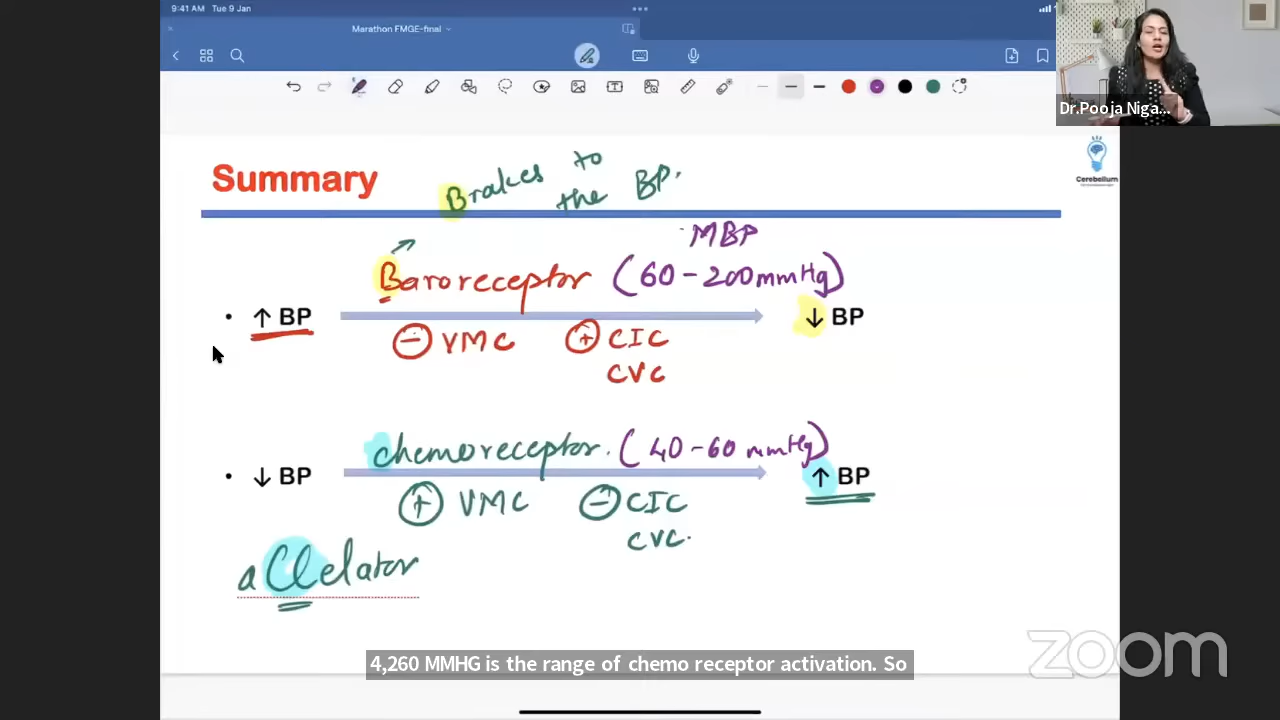 9:41 AM Tue 9 Jan
Marathon FMGE-final
Dr.Pooja Niga...
Cerebellum
Summary
Brakes to
the BP.
MBP
Baroreceptor (60-200mmHg)
• ↑ BP ↓ BP
⊖ VMC ⊕ CIC
CVC
chemoreceptor. (40-60 mmHg)
• ↓ BP ↑ BP
⊕ VMC ⊖ CIC
CVC.
aCClelator
4,260 MMHG is the range of chemo receptor activation. So
zoom